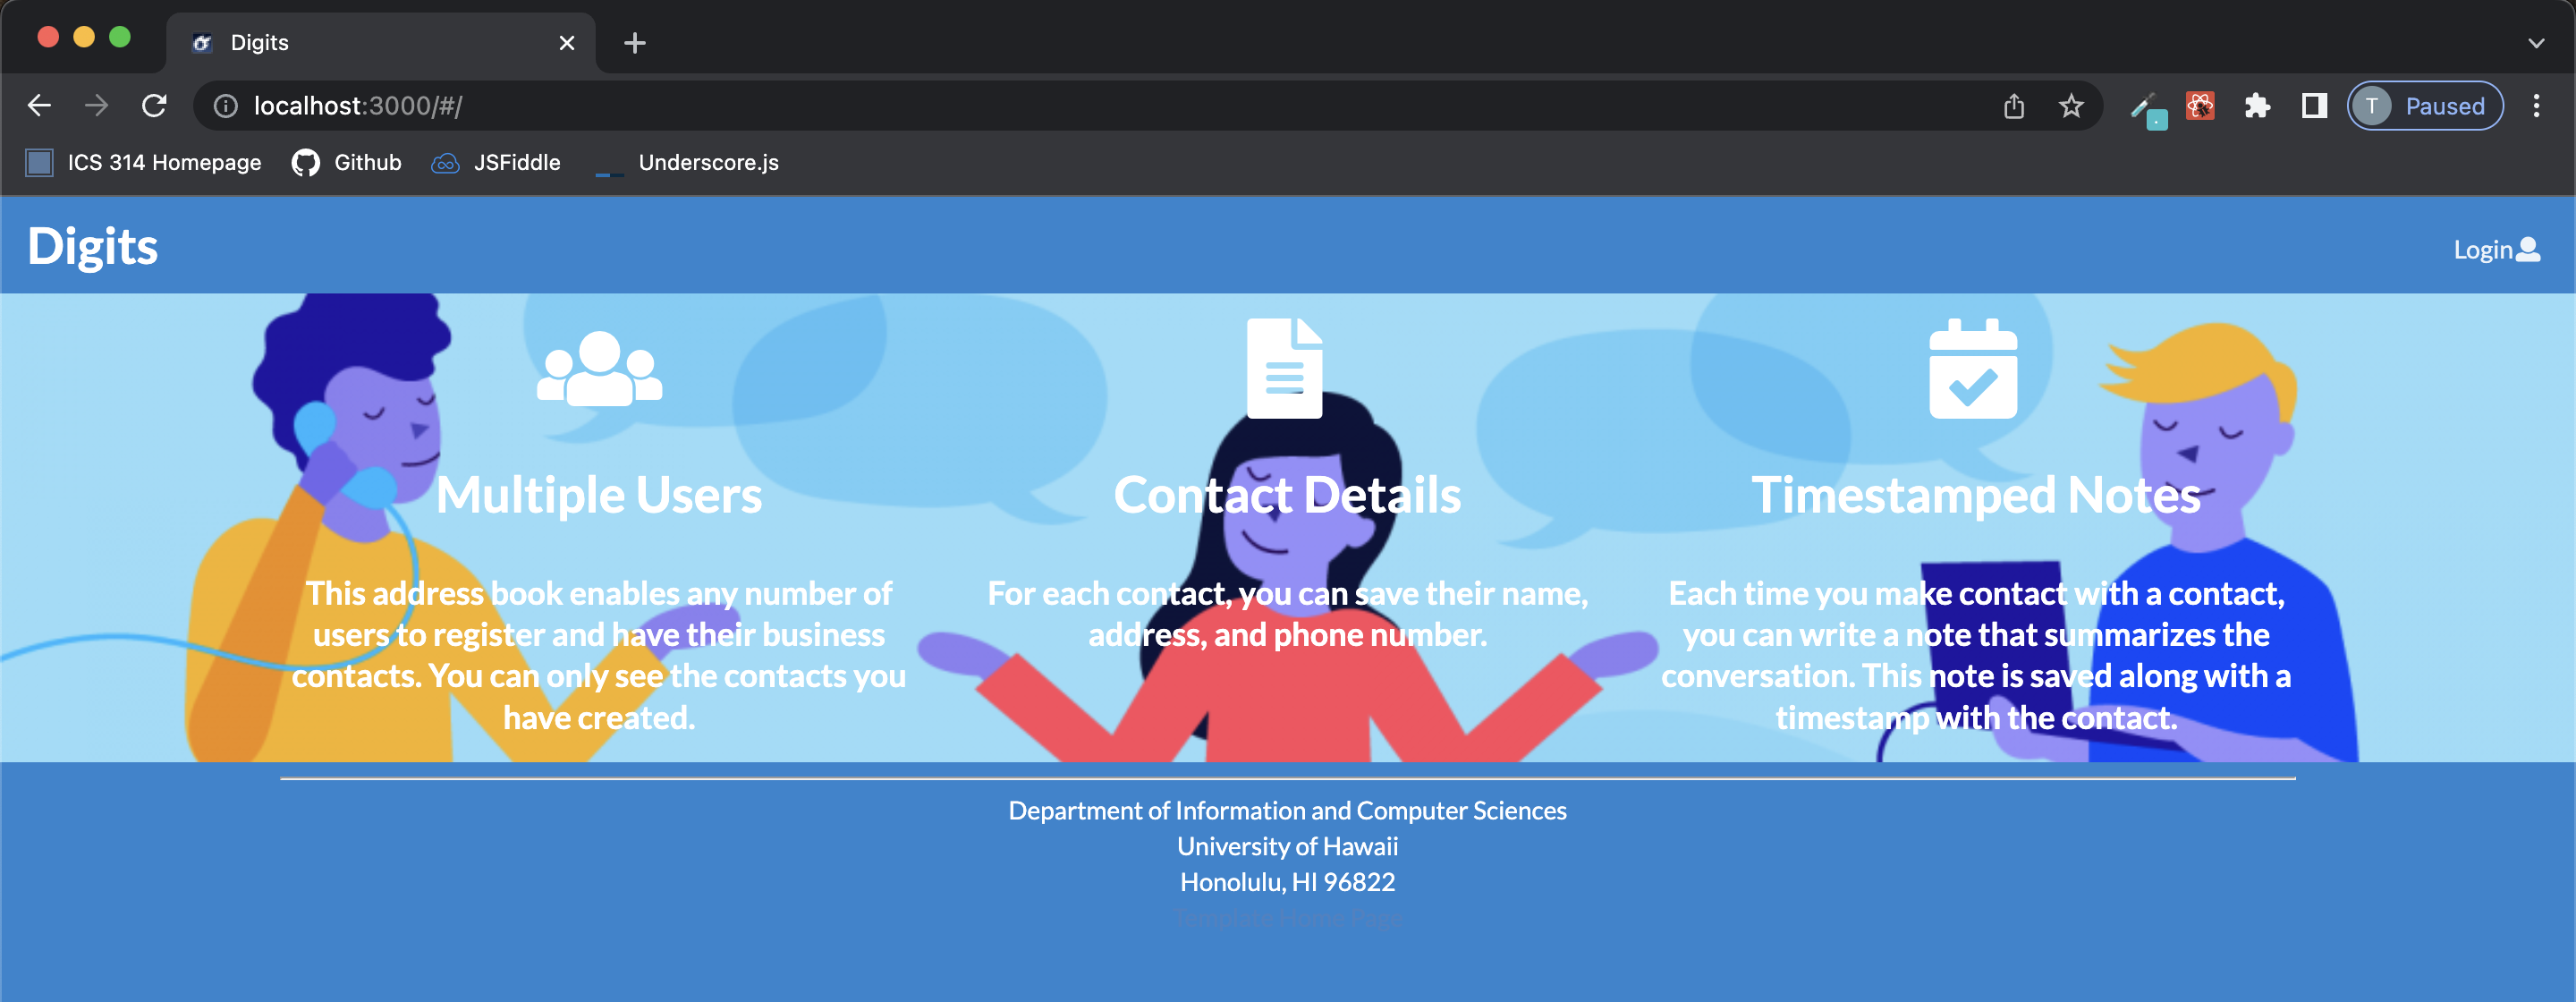 Digits
localhost:3000/#/
T Paused
ICS 314 Homepage Github JSFiddle Underscore.js
Digits
Login
Multiple Users
This address book enables any number of
users to register and have their business
contacts. You can only see the contacts you
have created.
Contact Details
For each contact, you can save their name,
address, and phone number.
Timestamped Notes
Each time you make contact with a contact,
you can write a note that summarizes the
conversation. This note is saved along with a
timestamp with the contact.
Department of Information and Computer Sciences
University of Hawaii
Honolulu, HI 96822
Template Home Page